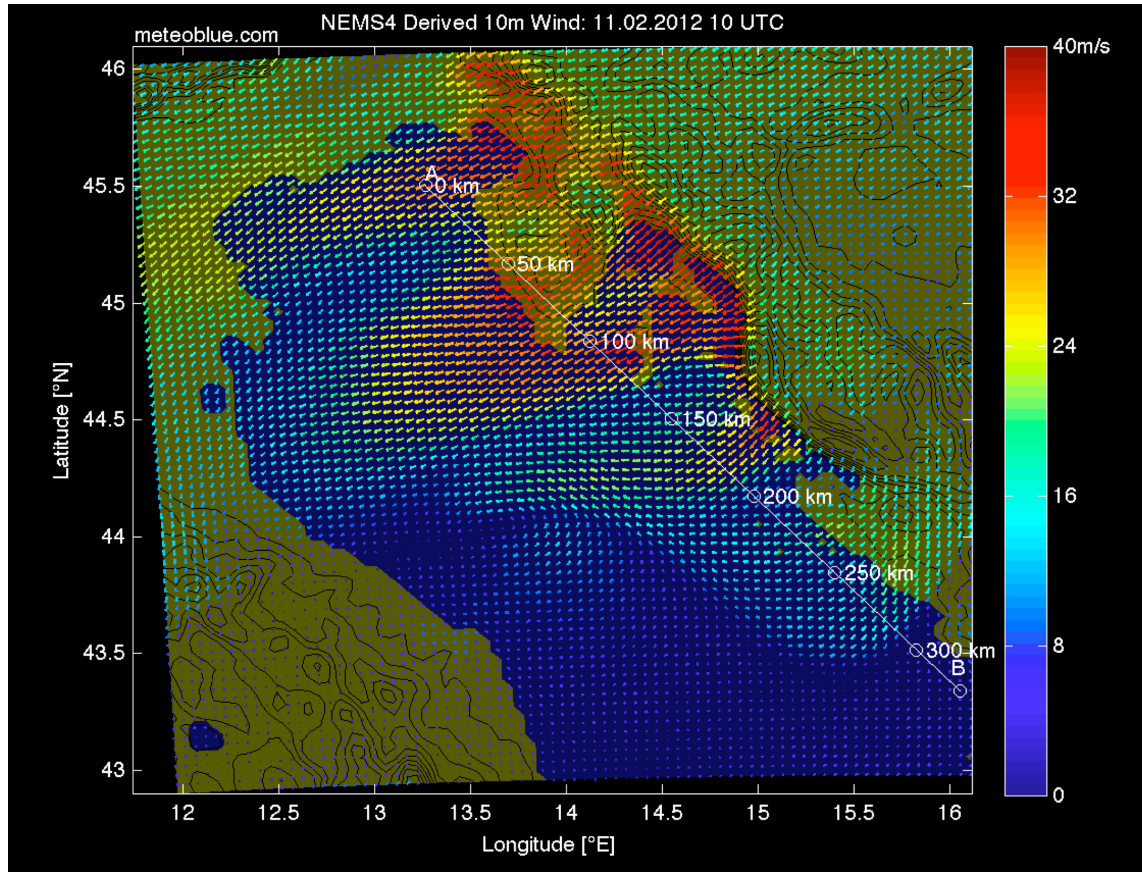 NEMS4 Derived 10m Wind: 11.02.2012 10 UTC
meteoblue.com
40m/s
32
24
16
8
0
46
45.5
45
44.5
44
43.5
43
Latitude [°N]
A
0 km
50 km
100 km
150 km
200 km
250 km
300 km
B
12
12.5
13
13.5
14
14.5
15
15.5
16
Longitude [°E]